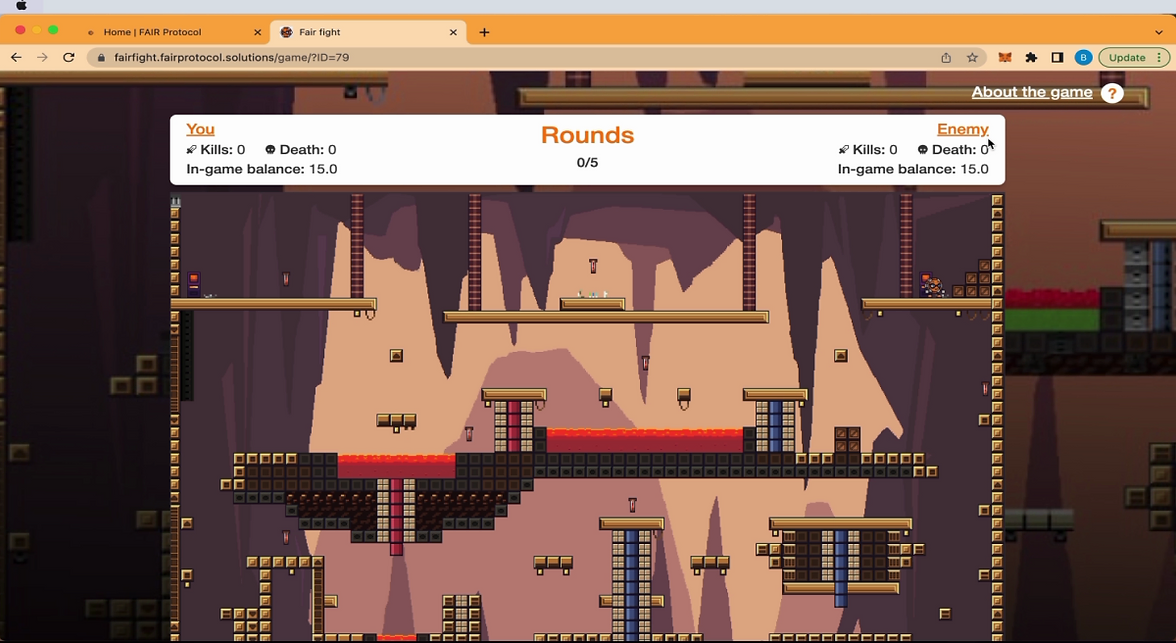 Home | FAIR Protocol
Fair fight
fairfight.fairprotocol.solutions/game/?ID=79
B
Update
About the game ?
You
Kills: 0 Death: 0
In-game balance: 15.0
Rounds
0/5
Enemy
Kills: 0 Death: 0
In-game balance: 15.0